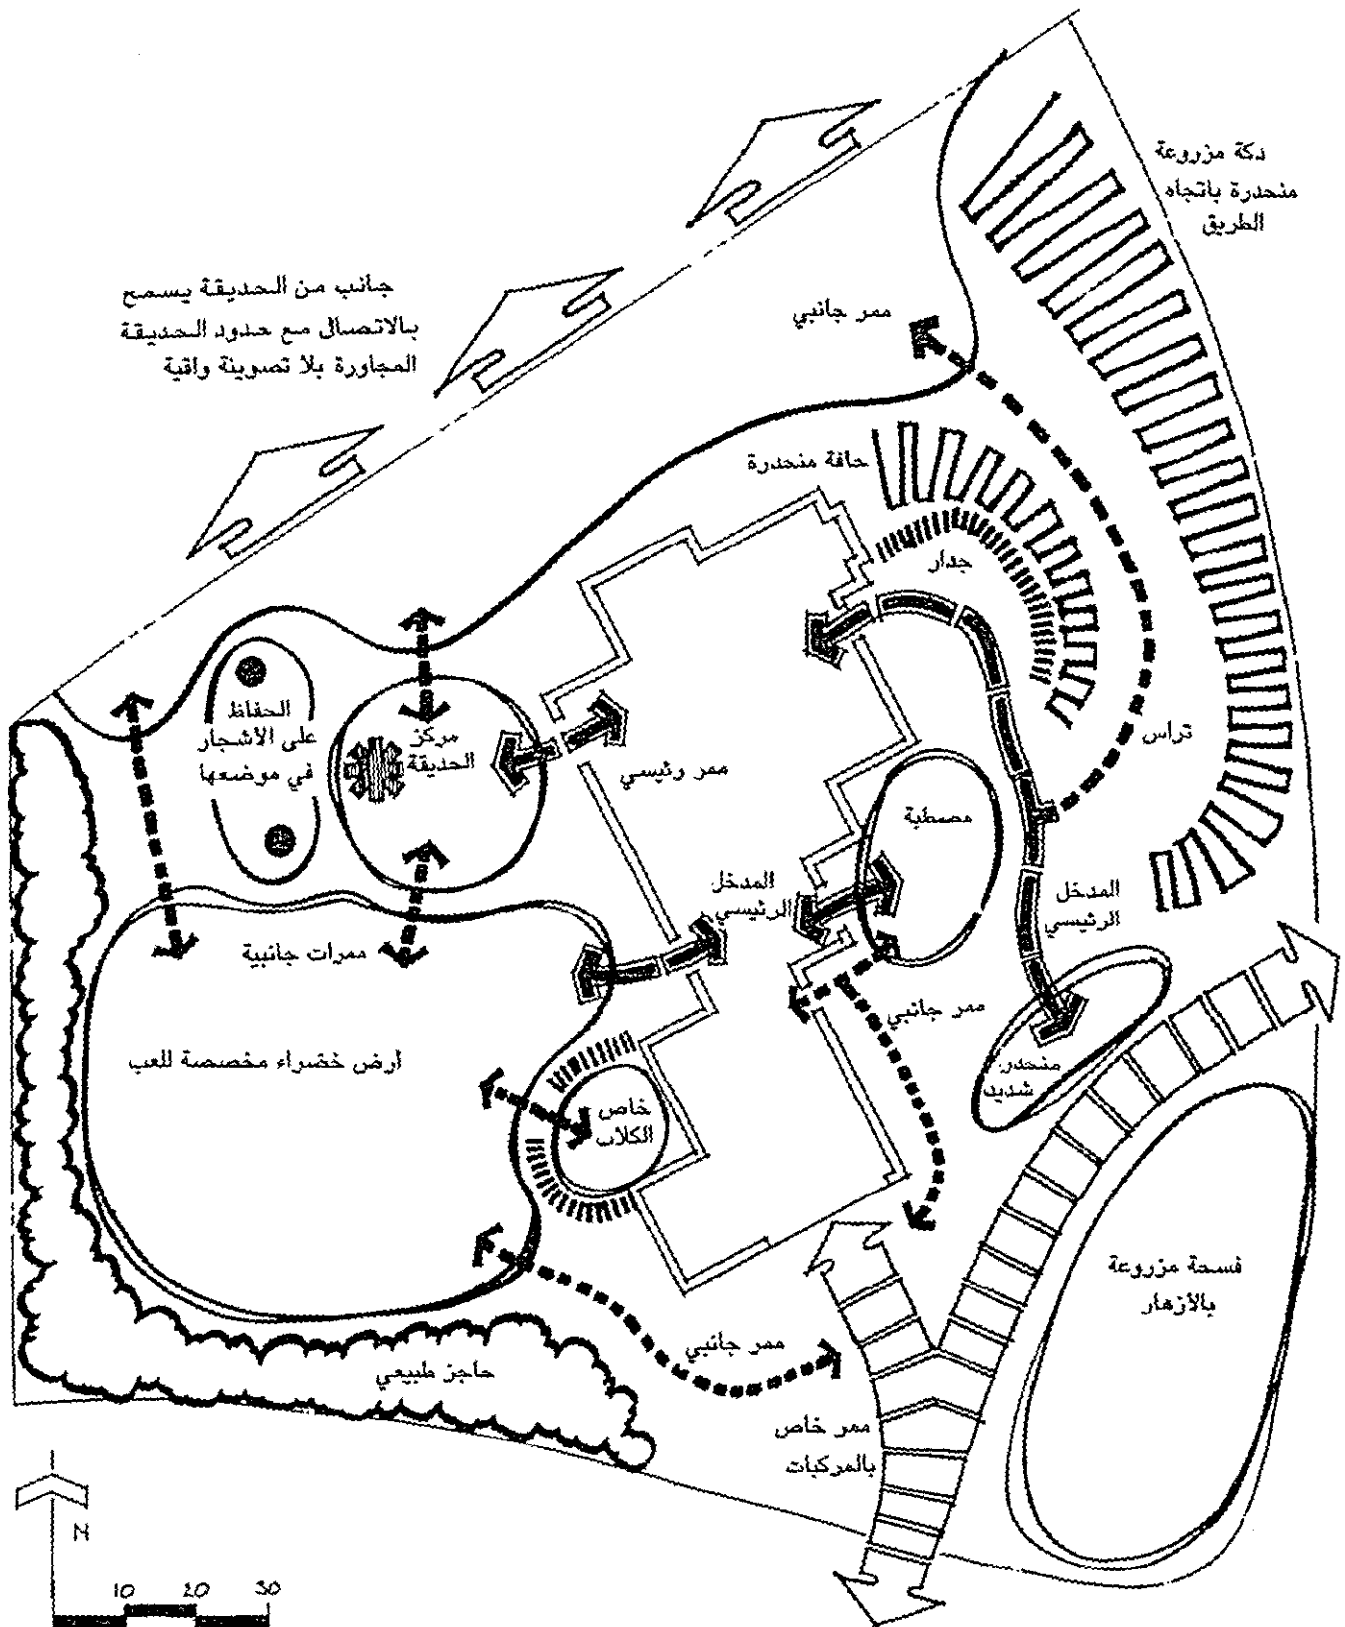 دكة مزروعة
منحدرة باتجاه
الطريق
جانب من الحديقة يسمح
بالاتصال مع حدود الحديقة
المجاورة بلا تصوينة واقية
ممر جانبي
حافة منحدرة
جدار
الحفاظ
على الاشجار
في موضعها
مركز
الحديقة
ممر رئيسي
تراس
مصطبة
المدخل
الرئيسي
المدخل
الرئيسي
ممرات جانبية
ممر جانبي
أرض خضراء مخصصة للعب
خاص
الكلاب
منحدر
شديد
فسحة مزروعة
بالأزهار
ممر جانبي
حاجز طبيعي
ممر خاص
بالمركبات
N
10 20 30